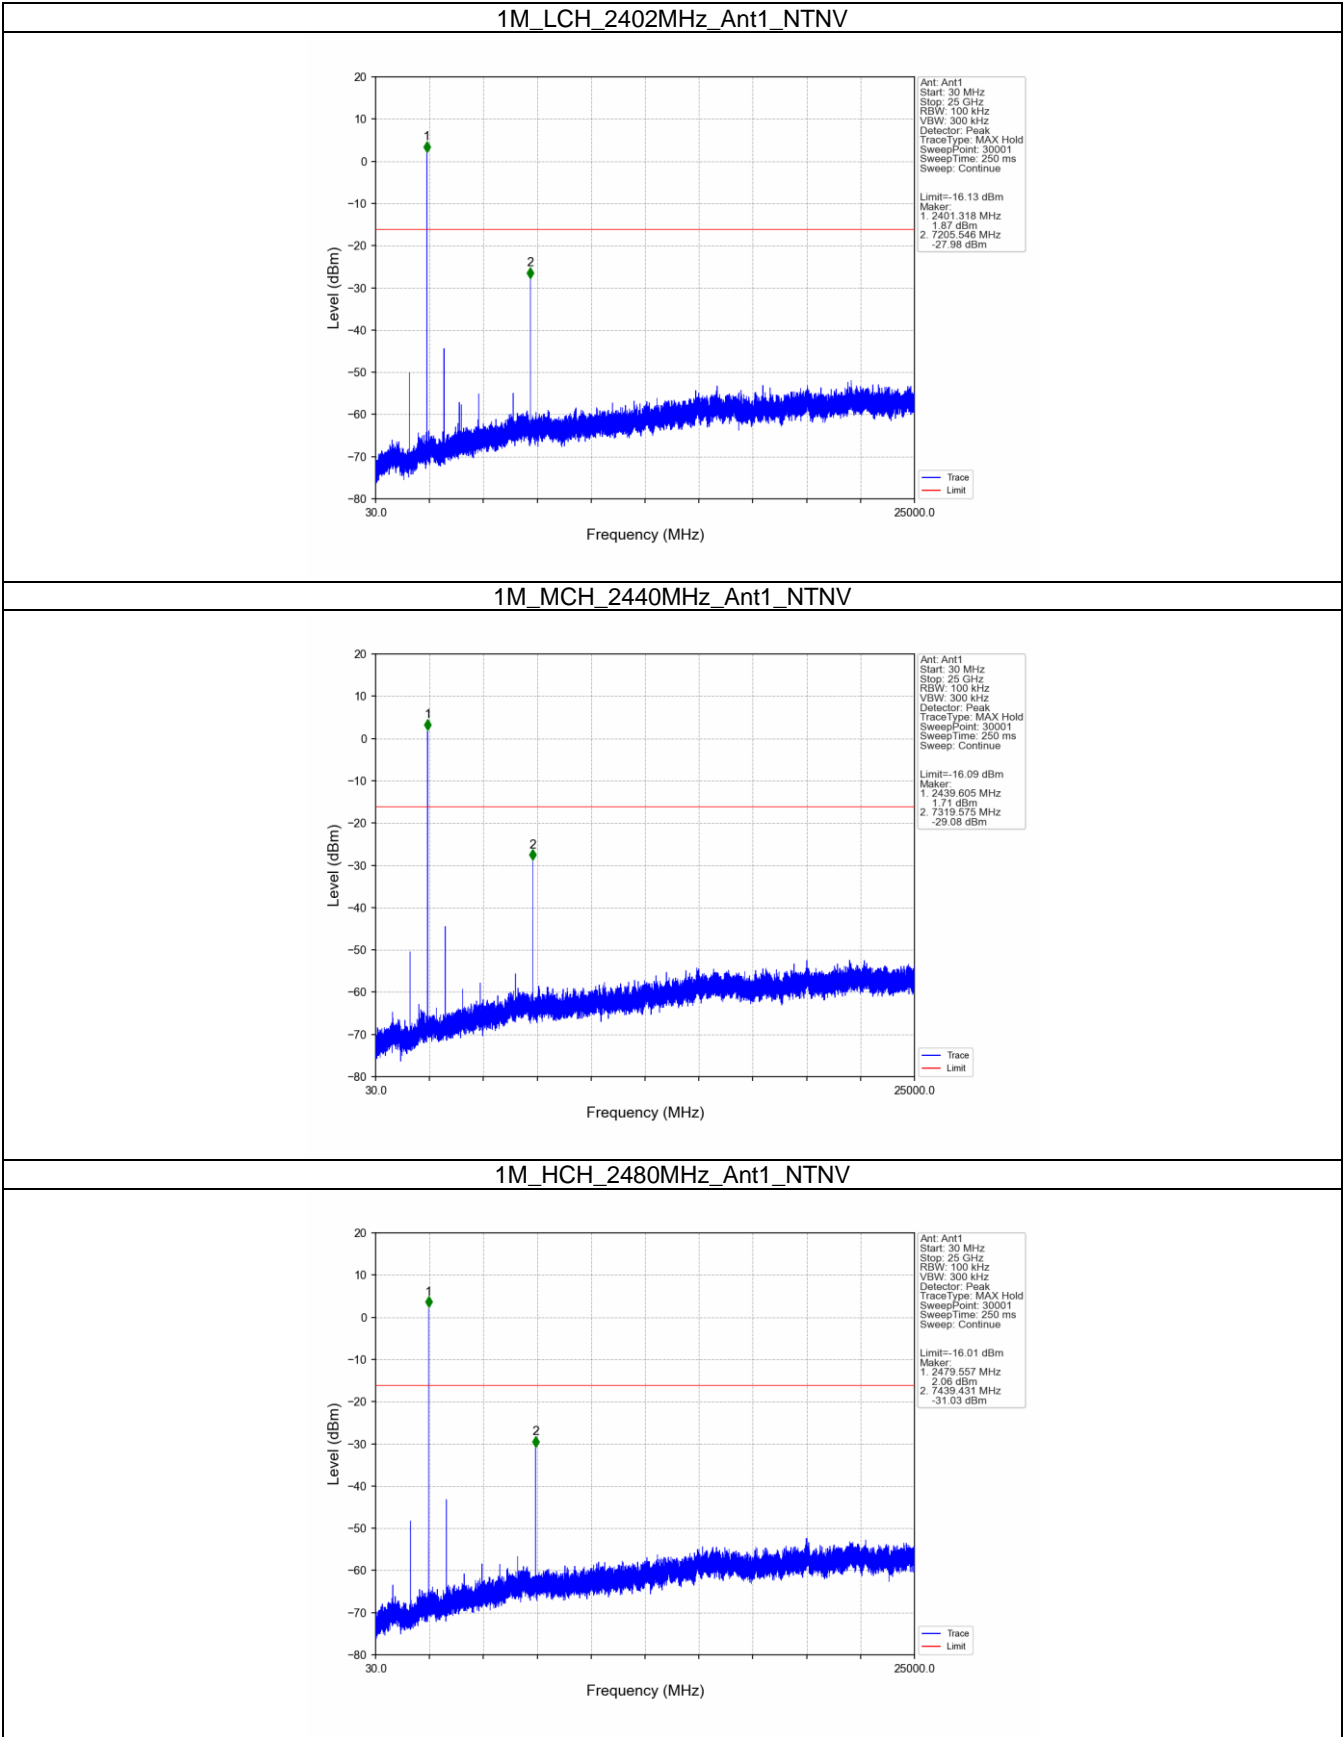 1M_LCH_2402MHz_Ant1_NTNV
20
10
0
−10
−20
−30
−40
−50
−60
−70
−80
Level (dBm)
1
2
30.0
25000.0
Frequency (MHz)
Ant: Ant1
Start: 30 MHz
Stop: 25 GHz
RBW: 100 kHz
VBW: 300 kHz
Detector: Peak
TraceType: MAX Hold
SweepPoint: 30001
SweepTime: 250 ms
Sweep: Continue
Limit=-16.13 dBm
Maker:
1. 2401.318 MHz
1.87 dBm
2. 7205.546 MHz
-27.98 dBm
Trace
Limit
1M_MCH_2440MHz_Ant1_NTNV
20
10
0
−10
−20
−30
−40
−50
−60
−70
−80
Level (dBm)
1
2
30.0
25000.0
Frequency (MHz)
Ant: Ant1
Start: 30 MHz
Stop: 25 GHz
RBW: 100 kHz
VBW: 300 kHz
Detector: Peak
TraceType: MAX Hold
SweepPoint: 30001
SweepTime: 250 ms
Sweep: Continue
Limit=-16.09 dBm
Maker:
1. 2439.605 MHz
1.71 dBm
2. 7319.575 MHz
-29.08 dBm
Trace
Limit
1M_HCH_2480MHz_Ant1_NTNV
20
10
0
−10
−20
−30
−40
−50
−60
−70
−80
Level (dBm)
1
2
30.0
25000.0
Frequency (MHz)
Ant: Ant1
Start: 30 MHz
Stop: 25 GHz
RBW: 100 kHz
VBW: 300 kHz
Detector: Peak
TraceType: MAX Hold
SweepPoint: 30001
SweepTime: 250 ms
Sweep: Continue
Limit=-16.01 dBm
Maker:
1. 2479.557 MHz
2.06 dBm
2. 7439.431 MHz
-31.03 dBm
Trace
Limit